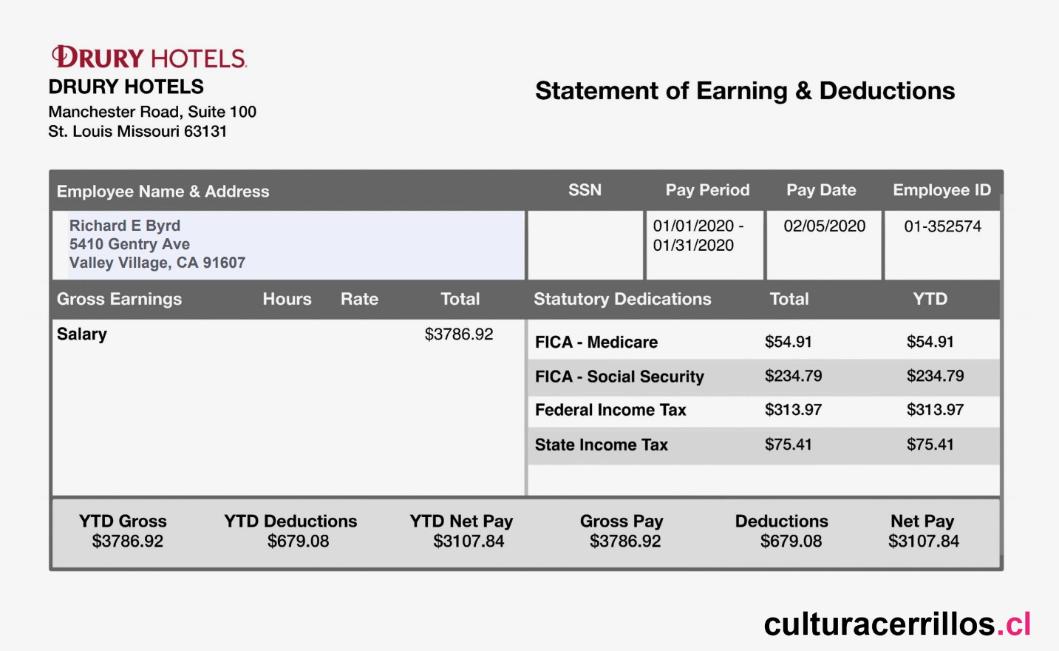 DRURY HOTELS.
DRURY HOTELS
Manchester Road, Suite 100
St. Louis Missouri 63131
Statement of Earning & Deductions
Employee Name & Address SSN Pay Period Pay Date Employee ID
Richard E Byrd
5410 Gentry Ave
Valley Village, CA 91607
01/01/2020 -
01/31/2020
02/05/2020
01-352574
Gross Earnings Hours Rate Total Statutory Dedications Total YTD
Salary $3786.92
FICA - Medicare $54.91 $54.91
FICA - Social Security $234.79 $234.79
Federal Income Tax $313.97 $313.97
State Income Tax $75.41 $75.41
YTD Gross YTD Deductions YTD Net Pay Gross Pay Deductions Net Pay
$3786.92 $679.08 $3107.84 $3786.92 $679.08 $3107.84
culturacerrillos.cl